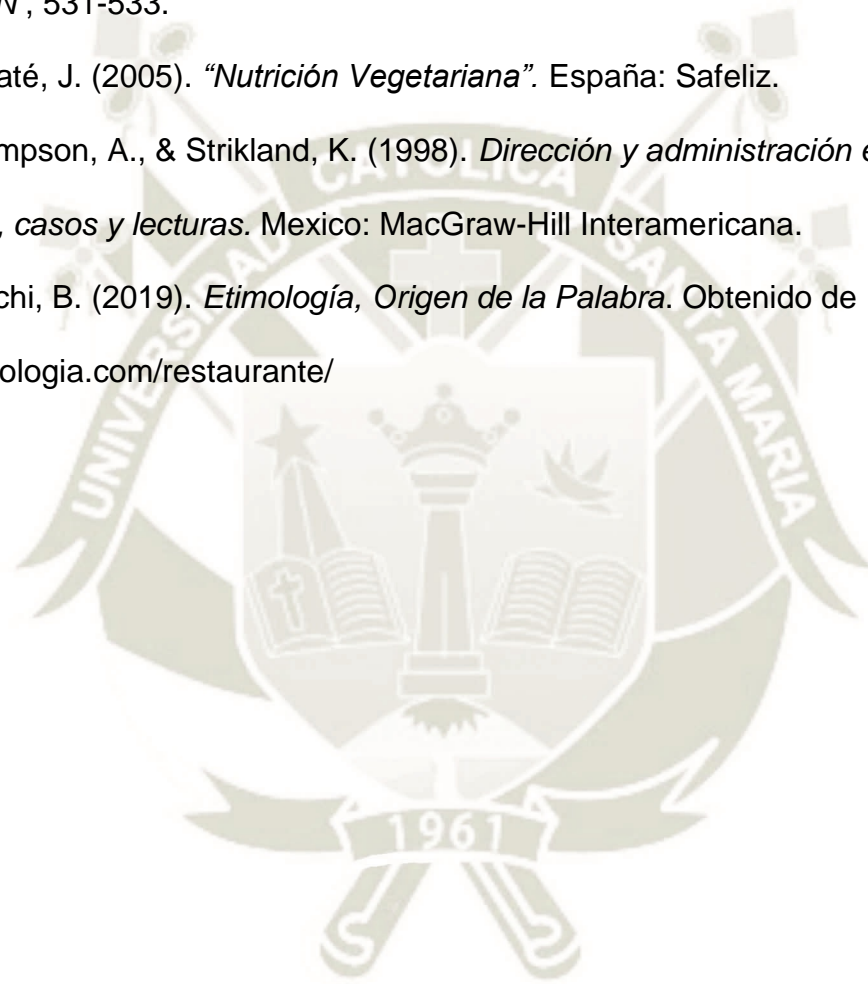 N , 531-533.
até, J. (2005). “Nutrición Vegetariana”. España: Safeliz.
mpson, A., & Strikland, K. (1998). Dirección y administración e
, casos y lecturas. Mexico: MacGraw-Hill Interamericana.
chi, B. (2019). Etimología, Origen de la Palabra. Obtenido de
ologia.com/restaurante/
UNIVERSIDAD CATOLICA SANTA MARIA
1961